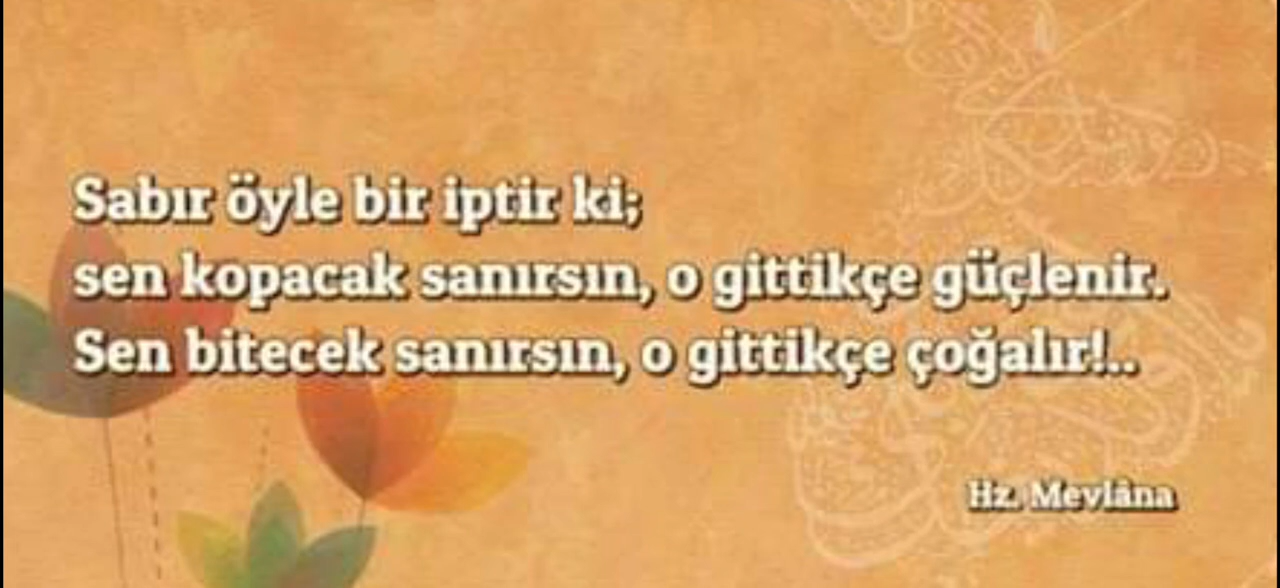 Sabır öyle bir iptir ki;
sen kopacak sanırsın, o gittikçe güçlenir.
Sen bitecek sanırsın, o gittikçe çoğalır!..
Hz. Mevlâna